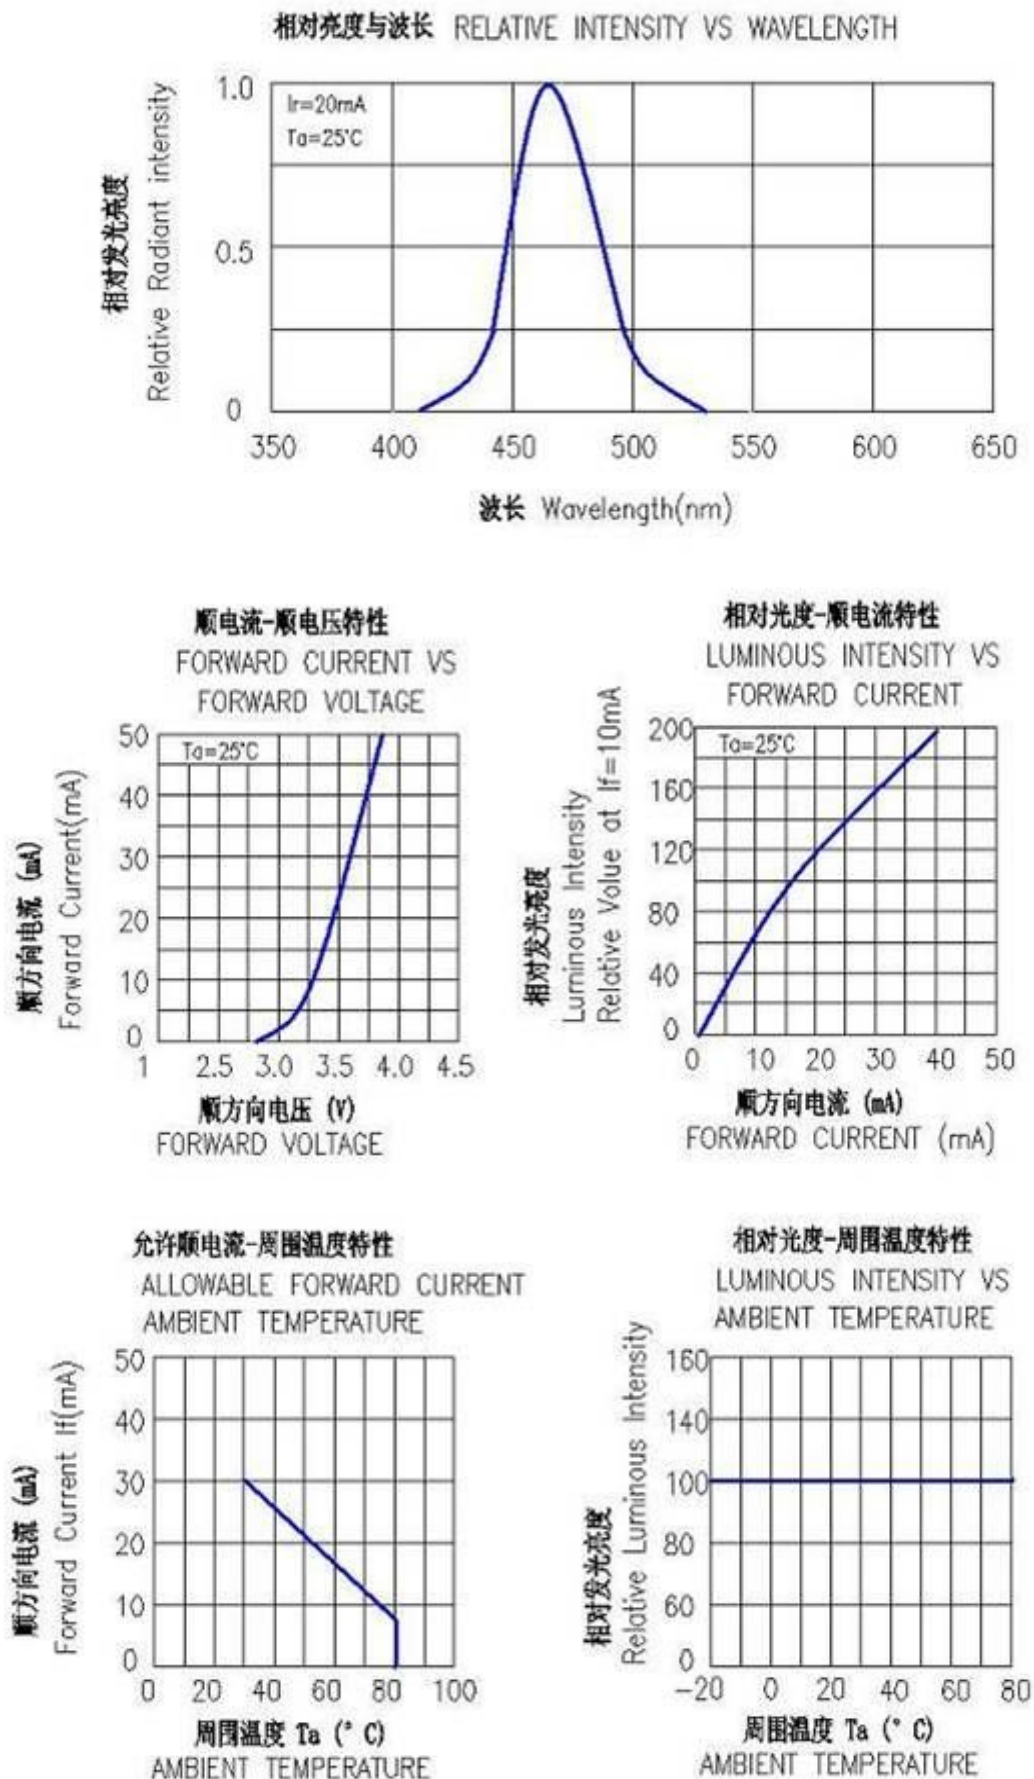 相对亮度与波长 RELATIVE INTENSITY VS WAVELENGTH
相对发光亮度
Relative Radiant intensity
1.0
0.5
0
Ir=20mA
Ta=25°C
350 400 450 500 550 600 650
波长 Wavelength(nm)
顺电流-顺电压特性
FORWARD CURRENT VS
FORWARD VOLTAGE
顺方向电流 (mA)
Forward Current(mA)
50
40
30
20
10
0
Ta=25°C
1 2.5 3.0 3.5 4.0 4.5
顺方向电压 (V)
FORWARD VOLTAGE
相对光度-顺电流特性
LUMINOUS INTENSITY VS
FORWARD CURRENT
相对发光亮度
Luminous Intensity
Relative Volue at If=10mA
200
160
120
80
40
0
Ta=25°C
0 10 20 30 40 50
顺方向电流 (mA)
FORWARD CURRENT (mA)
允许顺电流-周围温度特性
ALLOWABLE FORWARD CURRENT
AMBIENT TEMPERATURE
顺方向电流 (mA)
Forward Current If(mA)
50
40
30
20
10
0
0 20 40 60 80 100
周围温度 Ta (° C)
AMBIENT TEMPERATURE
相对光度-周围温度特性
LUMINOUS INTENSITY VS
AMBIENT TEMPERATURE
相对发光亮度
Relative Luminous Intensity
160
140
100
80
60
0
-20 0 20 40 60 80
周围温度 Ta (° C)
AMBIENT TEMPERATURE